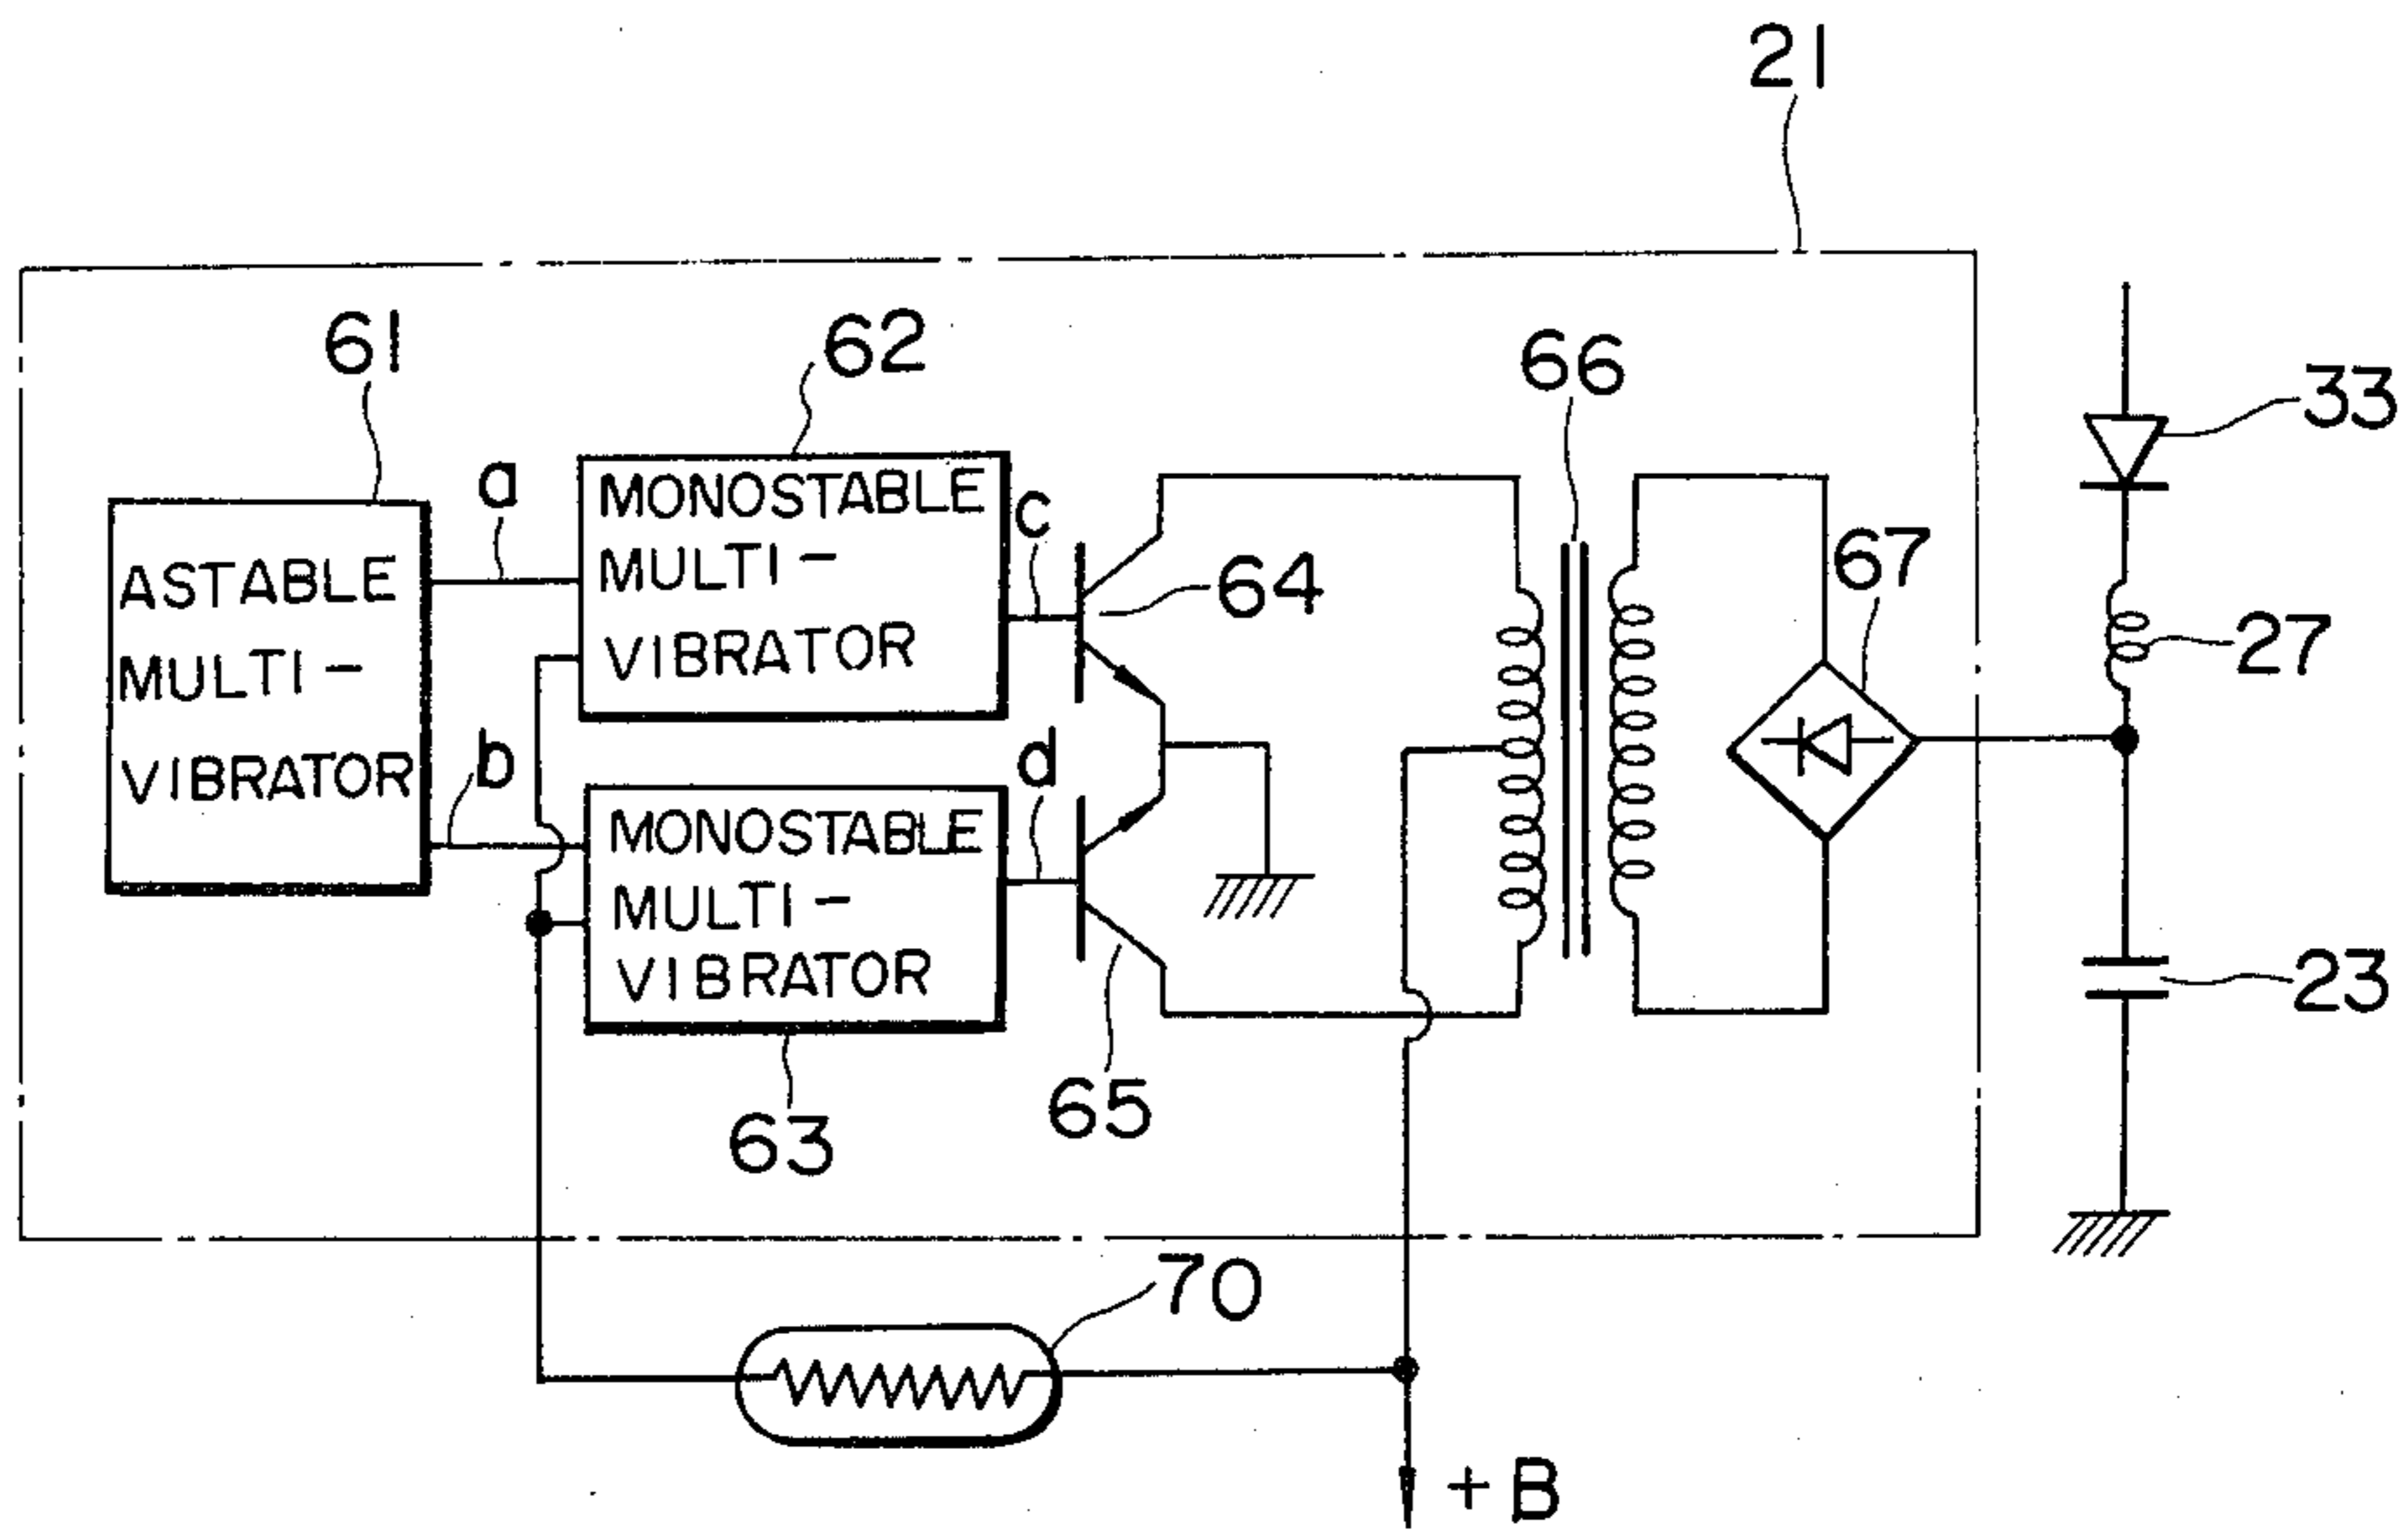 21
61
62
66
33
a
MONOSTABLE
MULTI-
VIBRATOR
c
64
67
27
ASTABLE
MULTI-
VIBRATOR
b
d
MONOSTABLE
MULTI-
VIBRATOR
63
65
23
70
+B